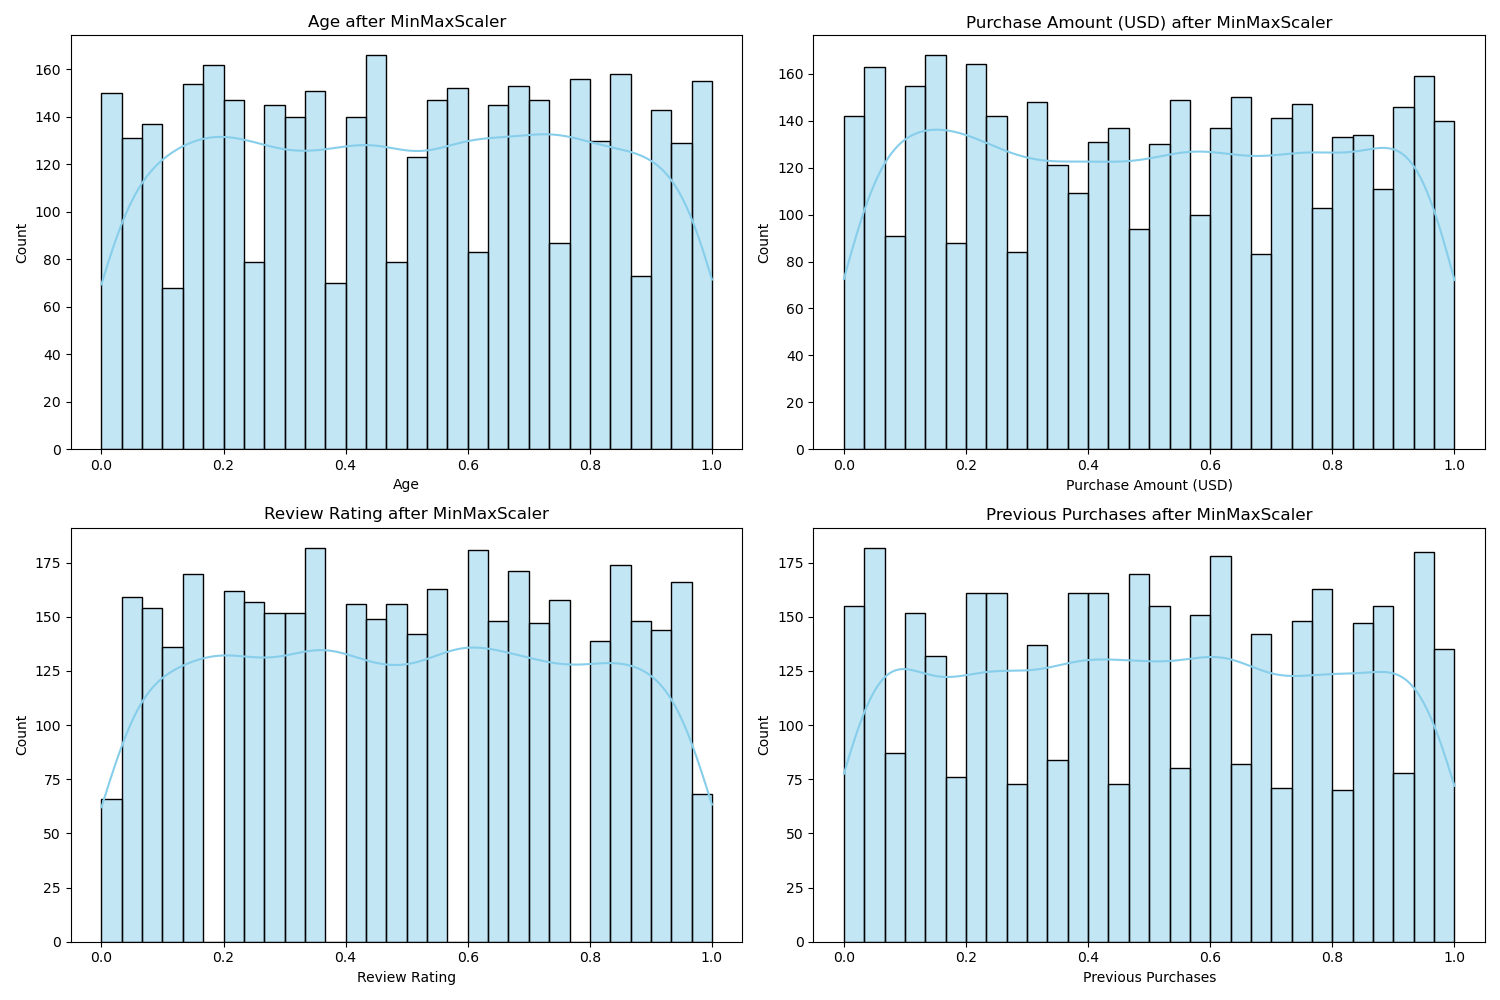 Age after MinMaxScaler
Count
160
140
120
100
80
60
40
20
0
0.0 0.2 0.4 0.6 0.8 1.0
Age
Purchase Amount (USD) after MinMaxScaler
Count
160
140
120
100
80
60
40
20
0
0.0 0.2 0.4 0.6 0.8 1.0
Purchase Amount (USD)
Review Rating after MinMaxScaler
Count
175
150
125
100
75
50
25
0
0.0 0.2 0.4 0.6 0.8 1.0
Review Rating
Previous Purchases after MinMaxScaler
Count
175
150
125
100
75
50
25
0
0.0 0.2 0.4 0.6 0.8 1.0
Previous Purchases